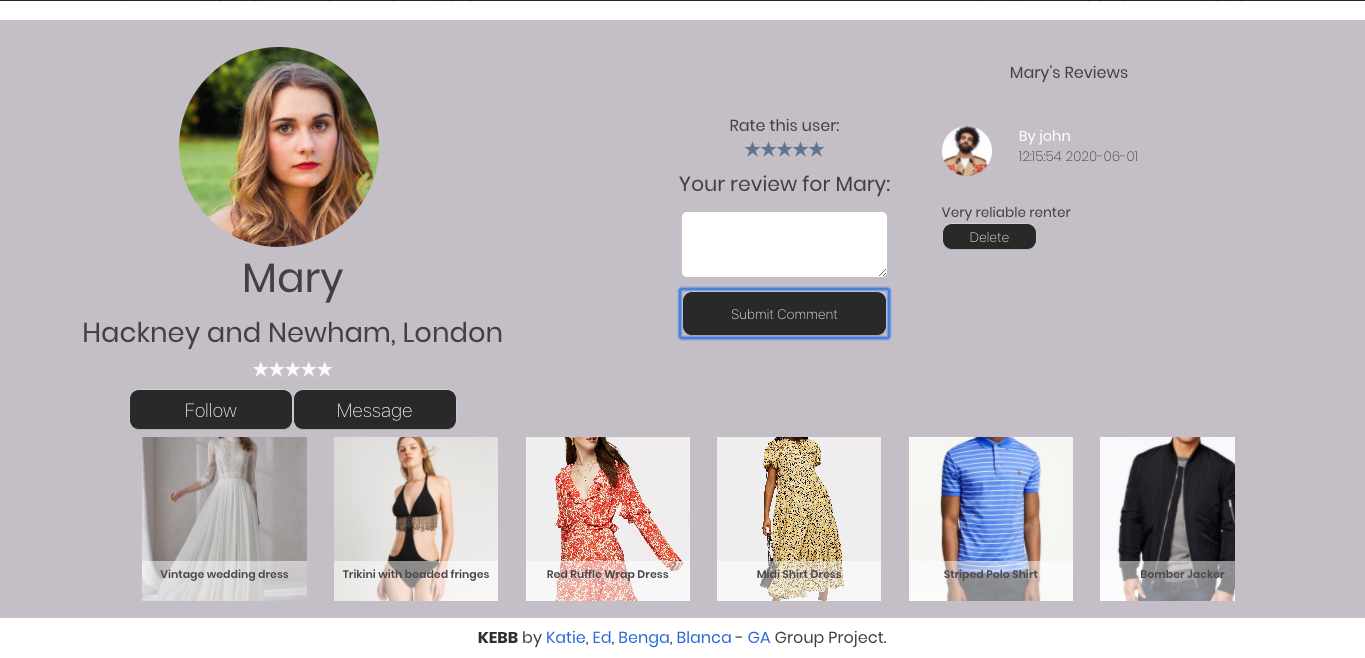 Mary's Reviews
Rate this user:
★★★★★
Your review for Mary:
Submit Comment
By john
12:15:54 2020-06-01
Very reliable renter
Delete
Mary
Hackney and Newham, London
★★★★★
Follow Message
Vintage wedding dress
Trikini with beaded fringes
Red Ruffle Wrap Dress
Midi Shirt Dress
Striped Polo Shirt
Bomber Jacker
KEBB by Katie, Ed, Benga, Blanca - GA Group Project.